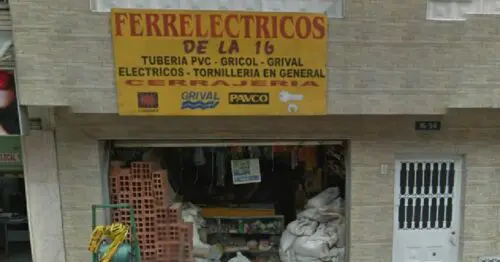 FERRELECTRICOS
DE LA 16
TUBERIA PVC - GRICOL - GRIVAL
ELECTRICOS - TORNILLERIA EN GENERAL
CERRAJERIA
GRIVAL
PAVCO